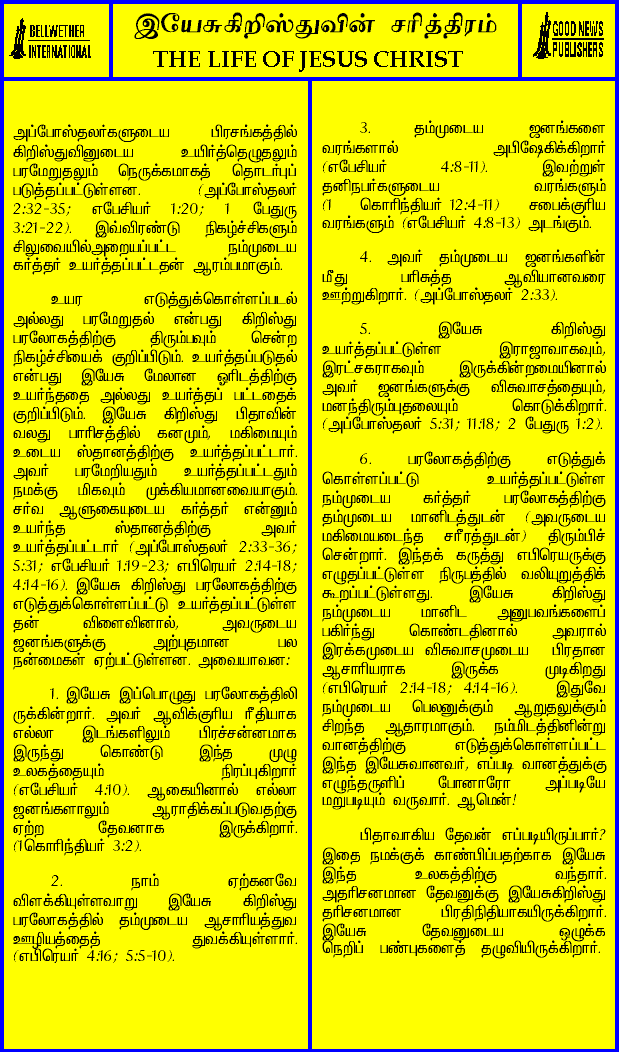 BELLWETHER
INTERNATIONAL
இயேசுகிறிஸ்துவின் சரித்திரம்
THE LIFE OF JESUS CHRIST
GOOD NEWS
PUBLISHERS
அப்போஸ்தலர்களுடைய பிரசங்கத்தில்
கிறிஸ்துவினுடைய உயிர்த்தெழுதலும்
பரமேறுதலும் நெருக்கமாகத் தொடர்புப்
படுத்தப்பட்டுள்ளன. (அப்போஸ்தலர்
2:32-35; எபேசியர் 1:20; 1 பேதுரு
3:21-22). இவ்விரண்டு நிகழ்ச்சிகளும்
சிலுவையில்அறையப்பட்ட நம்முடைய
கர்த்தர் உயர்த்தப்பட்டதன் ஆரம்பமாகும்.
உயர எடுத்துக்கொள்ளப்படல்
அல்லது பரமேறுதல் என்பது கிறிஸ்து
பரலோகத்திற்கு திரும்பவும் சென்ற
நிகழ்ச்சியைக் குறிப்பிடும். உயர்த்தப்படுதல்
என்பது இயேசு மேலான ஓரிடத்திற்கு
உயர்ந்ததை அல்லது உயர்த்தப் பட்டதைக்
குறிப்பிடும். இயேசு கிறிஸ்து பிதாவின்
வலது பாரிசத்தில் கனமும், மகிமையும்
உடைய ஸ்தானத்திற்கு உயர்த்தப்பட்டார்.
அவர் பரமேறியதும் உயர்த்தப்பட்டதும்
நமக்கு மிகவும் முக்கியமானவையாகும்.
சர்வ ஆளுகையுடைய கர்த்தர் என்னும்
உயர்ந்த ஸ்தானத்திற்கு அவர்
உயர்த்தப்பட்டார் (அப்போஸ்தலர் 2:33-36;
5:31; எபேசியர் 1:19-23; எபிரெயர் 2:14-18;
4:14-16). இயேசு கிறிஸ்து பரலோகத்திற்கு
எடுத்துக்கொள்ளப்பட்டு உயர்த்தப்பட்டுள்ள
தன் விளைவினால், அவருடைய
ஜனங்களுக்கு அற்புதமான பல
நன்மைகள் ஏற்பட்டுள்ளன. அவையாவன:
1. இயேசு இப்பொழுது பரலோகத்திலி
ருக்கின்றார். அவர் ஆவிக்குரிய ரீதியாக
எல்லா இடங்களிலும் பிரச்சன்னமாக
இருந்து கொண்டு இந்த முழு
உலகத்தையும் நிரப்புகிறார்
(எபேசியர் 4:10). ஆகையினால் எல்லா
ஜனங்களாலும் ஆராதிக்கப்படுவதற்கு
ஏற்ற தேவனாக இருக்கிறார்.
(1கொரிந்தியர் 3:2).
2. நாம் ஏற்கனவே
விளக்கியுள்ளவாறு இயேசு கிறிஸ்து
பரலோகத்தில் தம்முடைய ஆசாரியத்துவ
ஊழியத்தைத் துவக்கியுள்ளார்.
(எபிரெயர் 4:16; 5:5-10).
3. தம்முடைய ஜனங்களை
வரங்களால் அபிஷேகிக்கிறார்
(எபேசியர் 4:8-11). இவற்றுள்
தனிநபர்களுடைய வரங்களும்
(1 கொரிந்தியர் 12:4-11) சபைக்குரிய
வரங்களும் (எபேசியர் 4:8-13) அடங்கும்.
4. அவர் தம்முடைய ஜனங்களின்
மீது பரிசுத்த ஆவியானவரை
ஊற்றுகிறார். (அப்போஸ்தலர் 2:33).
5. இயேசு கிறிஸ்து
உயர்த்தப்பட்டுள்ள இராஜாவாகவும்,
இரட்சகராகவும் இருக்கின்றமையினால்
அவர் ஜனங்களுக்கு விசுவாசத்தையும்,
மனந்திரும்புதலையும் கொடுக்கிறார்.
(அப்போஸ்தலர் 5:31; 11:18; 2 பேதுரு 1:2).
6. பரலோகத்திற்கு எடுத்துக்
கொள்ளப்பட்டு உயர்த்தப்பட்டுள்ள
நம்முடைய கர்த்தர் பரலோகத்திற்கு
தம்முடைய மானிடத்துடன் (அவருடைய
மகிமையடைந்த சரீரத்துடன்) திரும்பிச்
சென்றார். இந்தக் கருத்து எபிரெயருக்கு
எழுதப்பட்டுள்ள நிருபத்தில் வலியுறுத்திக்
கூறப்பட்டுள்ளது. இயேசு கிறிஸ்து
நம்முடைய மானிட அனுபவங்களைப்
பகிர்ந்து கொண்டதினால் அவரால்
இரக்கமுடைய விசுவாசமுடைய பிரதான
ஆசாரியராக இருக்க முடிகிறது
(எபிரெயர் 2:14-18; 4:14-16). இதுவே
நம்முடைய பெலனுக்கும் ஆறுதலுக்கும்
சிறந்த ஆதாரமாகும். நம்மிடத்தினின்று
வானத்திற்கு எடுத்துக்கொள்ளப்பட்ட
இந்த இயேசுவானவர், எப்படி வானத்துக்கு
எழுந்தருளிப் போனாரோ அப்படியே
மறுபடியும் வருவார். ஆமென்!
பிதாவாகிய தேவன் எப்படியிருப்பார்?
இதை நமக்குக் காண்பிப்பதற்காக இயேசு
இந்த உலகத்திற்கு வந்தார்.
அதரிசனமான தேவனுக்கு இயேசுகிறிஸ்து
தரிசனமான பிரதிநிதியாகயிருக்கிறார்.
இயேசு தேவனுடைய ஒழுக்க
நெறிப் பண்புகளைத் தழுவியிருக்கிறார்.